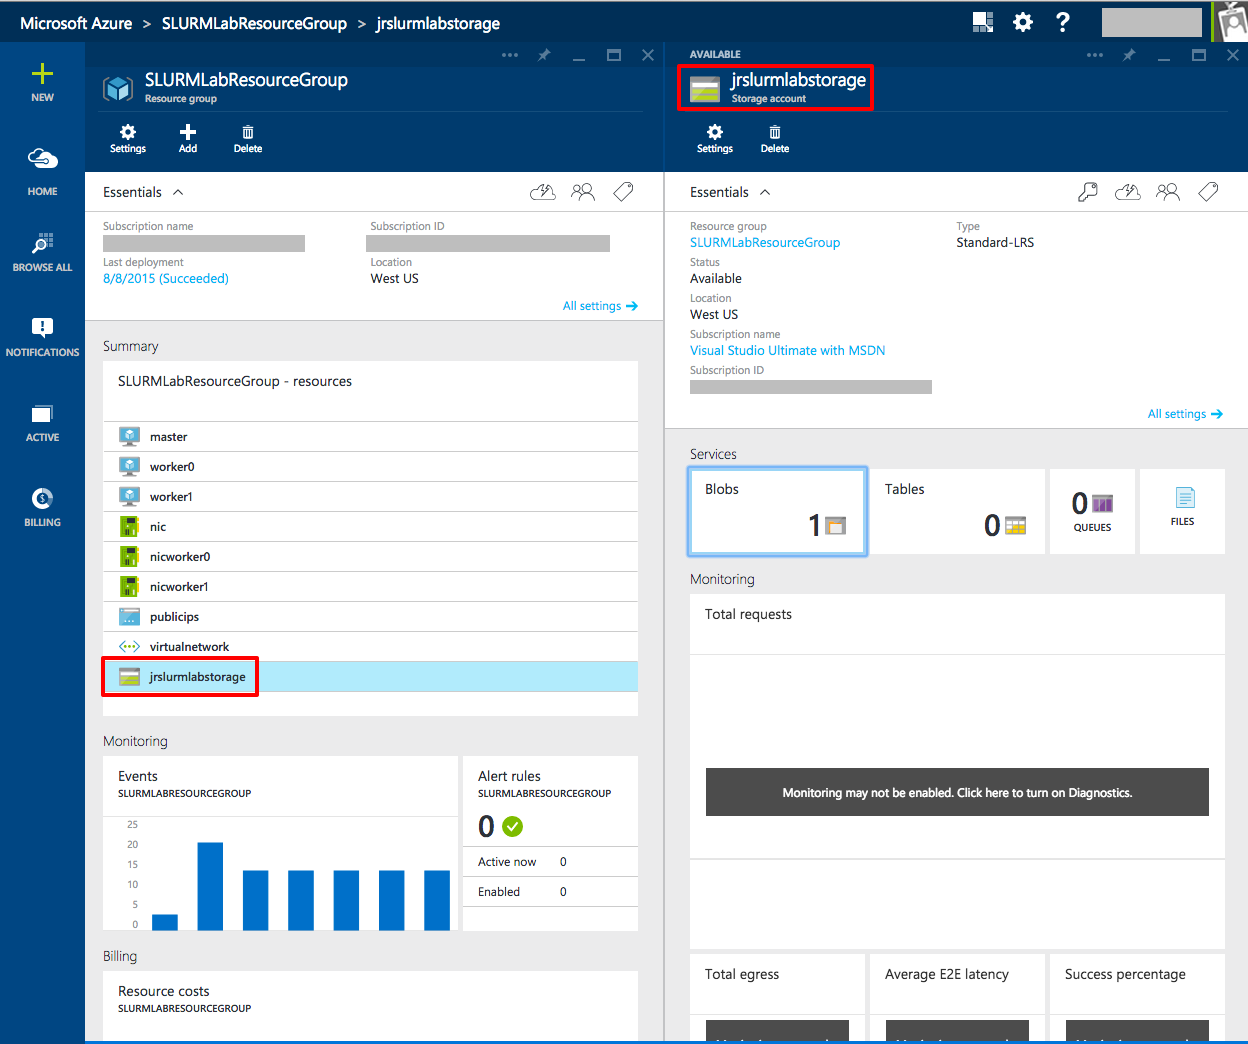 Microsoft Azure > SLURMLabResourceGroup > jrslurmlabstorage
NEW
HOME
BROWSE ALL
NOTIFICATIONS
ACTIVE
BILLING
SLURMLabResourceGroup
Resource group
Settings Add Delete
Essentials
Subscription name Subscription ID
Last deployment Location
8/8/2015 (Succeeded) West US
All settings →
Summary
SLURMLabResourceGroup - resources
master
worker0
worker1
nic
nicworker0
nicworker1
publicips
virtualnetwork
jrslurmlabstorage
Monitoring
Events
SLURMLABRESOURCEGROUP
25
20
15
10
5
0
Alert rules
SLURMLABRESOURCEGROUP
0
Active now 0
Enabled 0
Billing
Resource costs
SLURMLABRESOURCEGROUP
AVAILABLE
jrslurmlabstorage
Storage account
Settings Delete
Essentials
Resource group Type
SLURMLabResourceGroup Standard-LRS
Status
Available
Location
West US
Subscription name
Visual Studio Ultimate with MSDN
Subscription ID
All settings →
Services
Blobs
1
Tables
0
0
QUEUES
FILES
Monitoring
Total requests
Monitoring may not be enabled. Click here to turn on Diagnostics.
Total egress Average E2E latency Success percentage